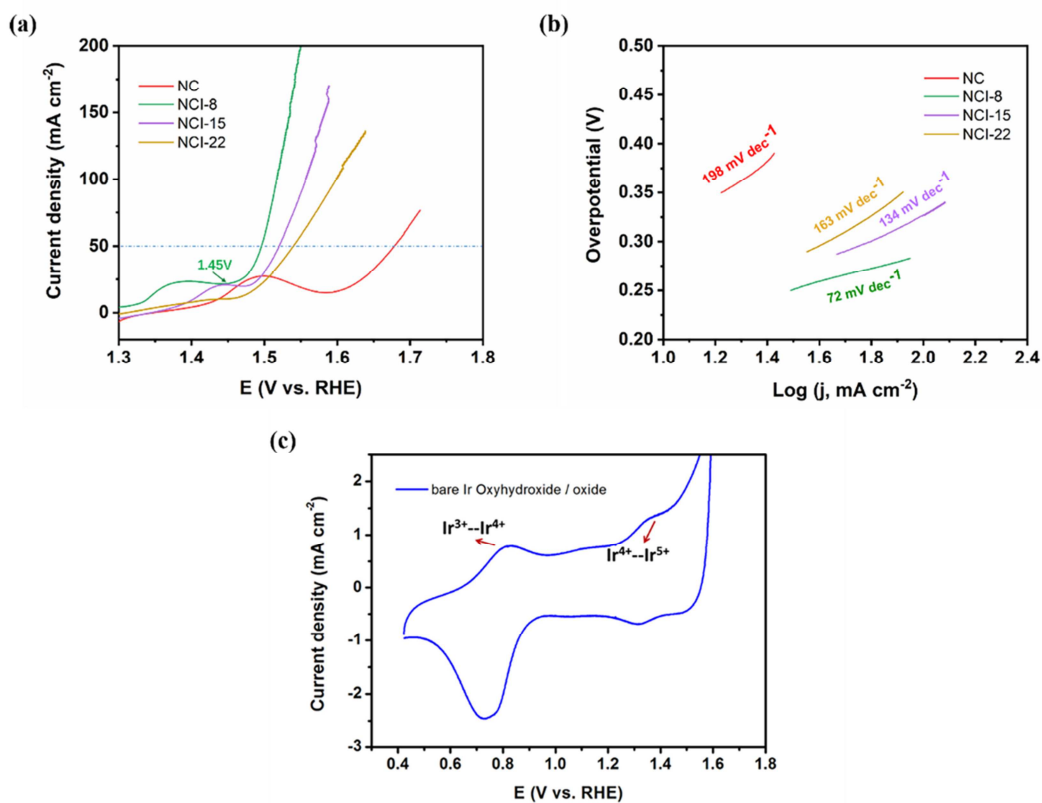 (a)
200
150
100
50
0
1.3 1.4 1.5 1.6 1.7 1.8
Current density (mA cm⁻²)
E (V vs. RHE)
NC
NCI-8
NCI-15
NCI-22
1.45V
(b)
0.50
0.45
0.40
0.35
0.30
0.25
0.20
1.0 1.2 1.4 1.6 1.8 2.0 2.2 2.4
Overpotential (V)
Log (j, mA cm⁻²)
NC
NCI-8
NCI-15
NCI-22
198 mV dec⁻¹
163 mV dec⁻¹
134 mV dec⁻¹
72 mV dec⁻¹
(c)
2
1
0
-1
-2
-3
0.4 0.6 0.8 1.0 1.2 1.4 1.6 1.8
Current density (mA cm⁻²)
E (V vs. RHE)
bare Ir Oxyhydroxide / oxide
Ir³⁺--Ir⁴⁺
Ir⁴⁺--Ir⁵⁺